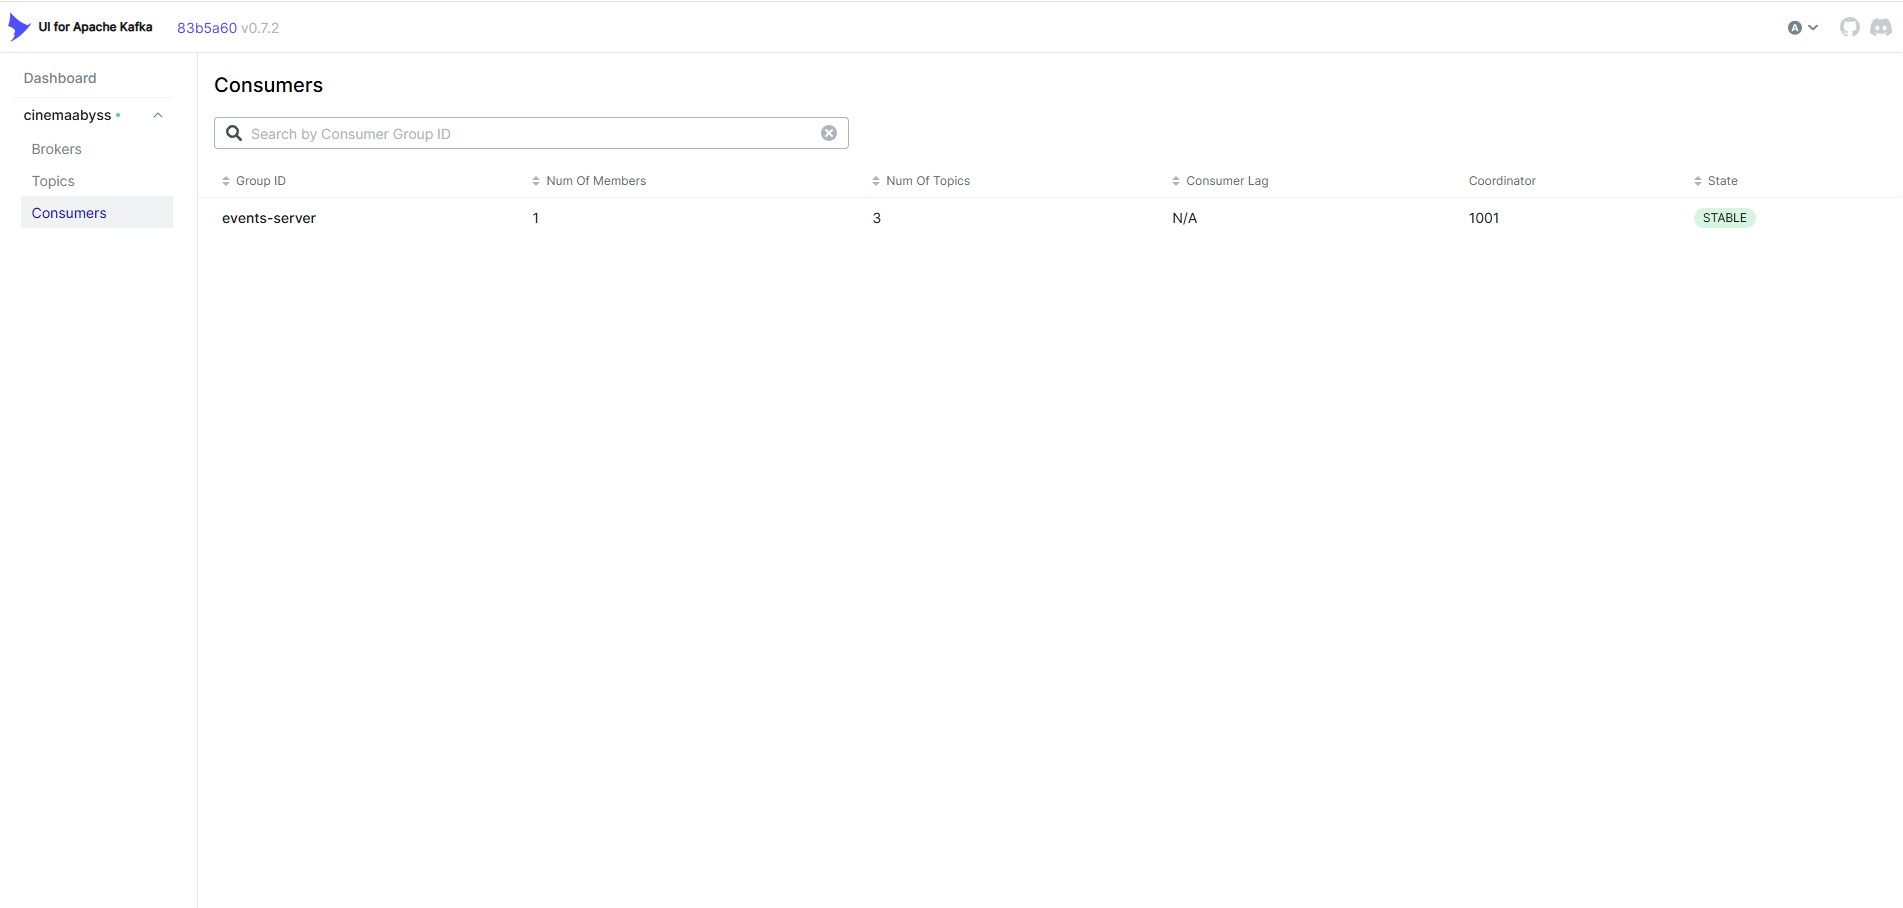 UI for Apache Kafka 83b5a60 v0.7.2 A
Dashboard
cinemaabyss
Brokers
Topics
Consumers
Consumers
Search by Consumer Group ID
Group ID Num Of Members Num Of Topics Consumer Lag Coordinator State
events-server 1 3 N/A 1001 STABLE